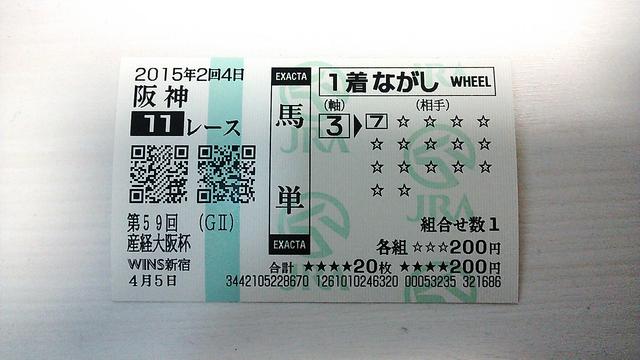 2015年2回4日
阪神
11レース
第59回 (GII)
産経大阪杯
WINS新宿
4月5日
EXACTA
馬単
EXACTA
1着ながし WHEEL
(軸) (相手)
3 7 ☆ ☆ ☆ ☆
☆ ☆ ☆ ☆ ☆
☆ ☆ ☆ ☆ ☆
☆ ☆
組合せ数1
各組 ☆☆☆200円
合計 ★★★★20枚 ★★★★200円
3442105228670 1261010246320 00053235 321686
JRA
JRA
JRA